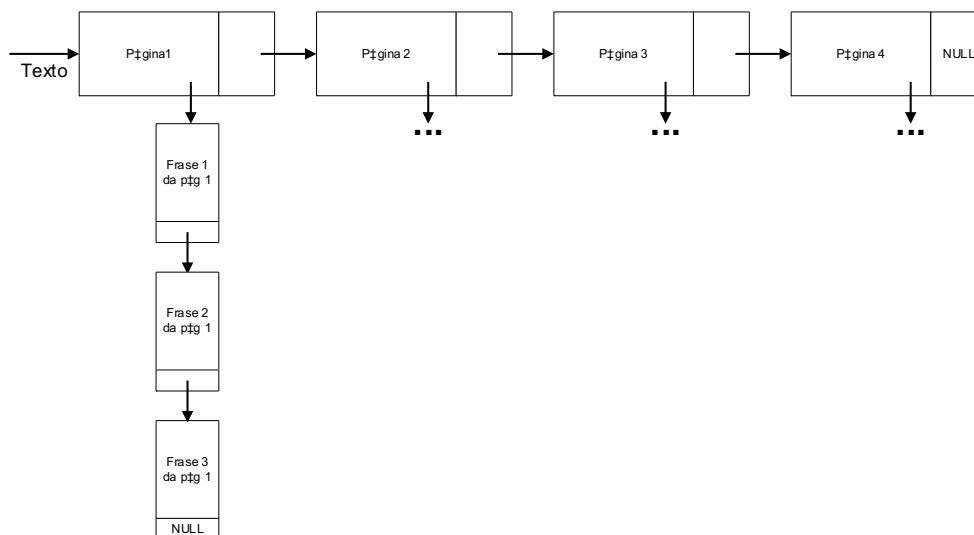 P‡gina1
P‡gina 2
P‡gina 3
P‡gina 4
NULL
Texto
...
...
...
Frase 1
da p‡g 1
Frase 2
da p‡g 1
Frase 3
da p‡g 1
NULL